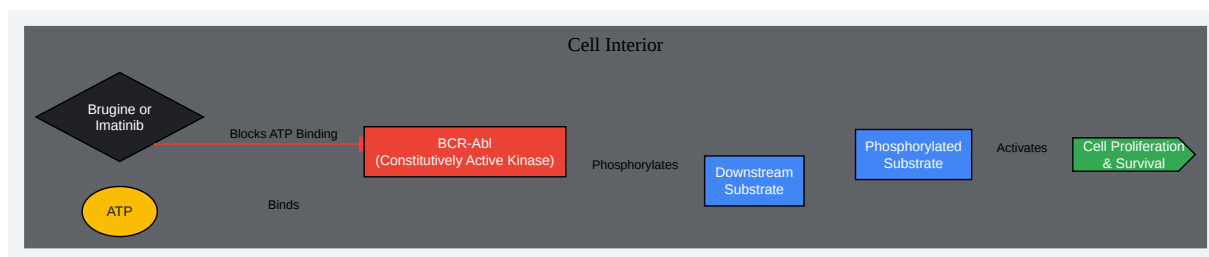 Cell Interior
Brugine or
Imatinib
Blocks ATP Binding
BCR-Abl
(Constitutively Active Kinase)
Phosphorylates
Downstream
Substrate
Phosphorylated
Substrate
Activates
Cell Proliferation
& Survival
ATP
Binds